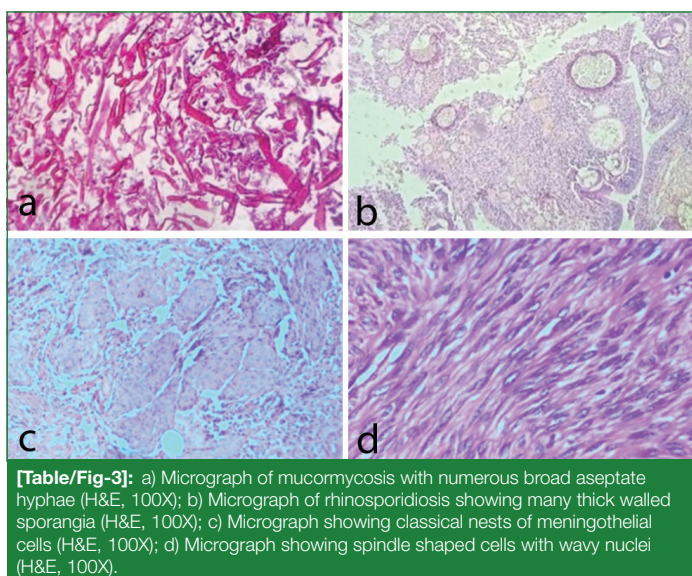 a
b
c
d
[Table/Fig-3]: a) Micrograph of mucormycosis with numerous broad aseptate
hyphae (H&E, 100X); b) Micrograph of rhinosporidiosis showing many thick walled
sporangia (H&E, 100X); c) Micrograph showing classical nests of meningothelial
cells (H&E, 100X); d) Micrograph showing spindle shaped cells with wavy nuclei
(H&E, 100X).